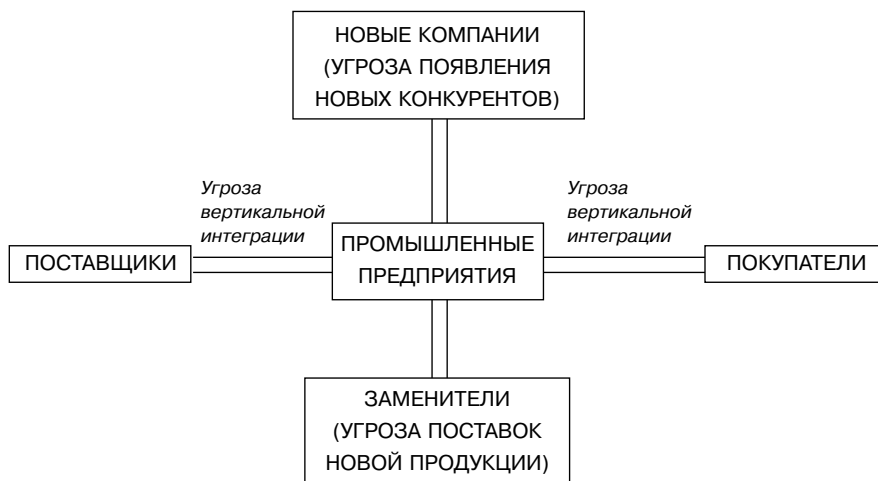 НОВЫЕ КОМПАНИИ
(УГРОЗА ПОЯВЛЕНИЯ
НОВЫХ КОНКУРЕНТОВ)
Угроза
вертикальной
интеграции
Угроза
вертикальной
интеграции
ПОСТАВЩИКИ
ПРОМЫШЛЕННЫЕ
ПРЕДПРИЯТИЯ
ПОКУПАТЕЛИ
ЗАМЕНИТЕЛИ
(УГРОЗА ПОСТАВОК
НОВОЙ ПРОДУКЦИИ)